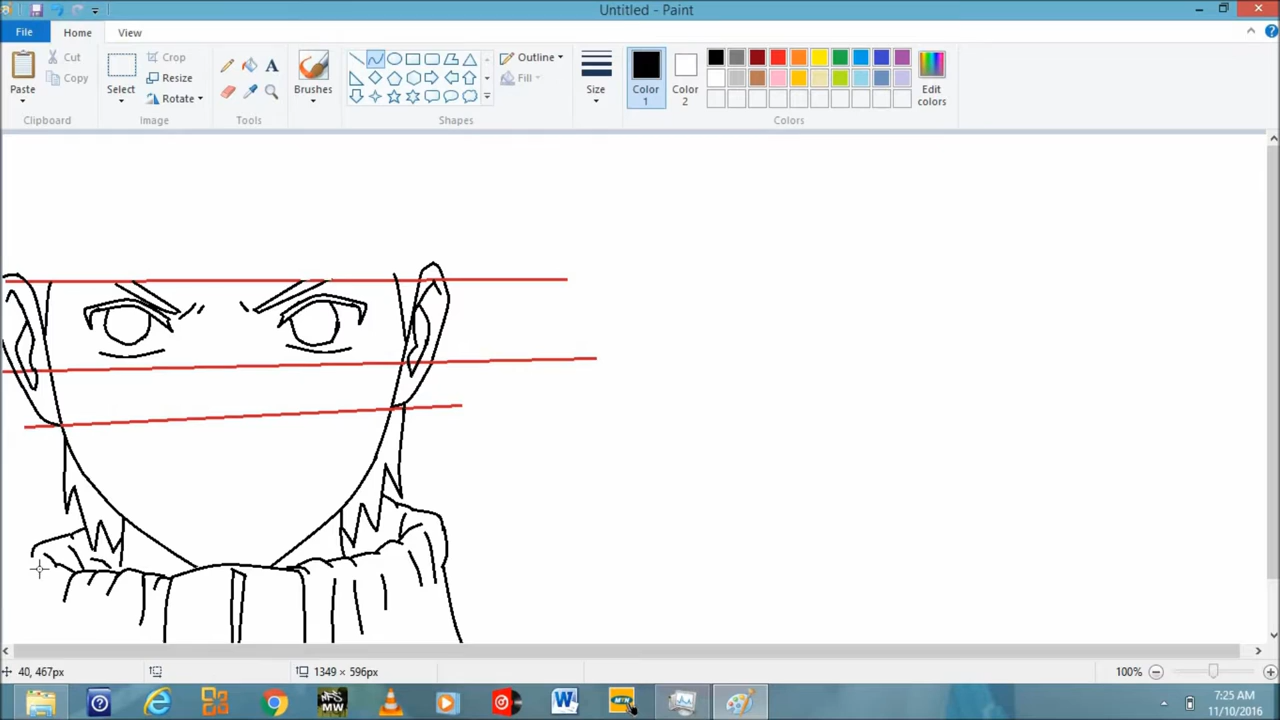 Untitled - Paint
File Home View
Paste
Cut
Copy
Clipboard
Select
Crop
Resize
Rotate
Image
A
Tools
Brushes
Outline
Fill
Shapes
Size
Color 1
Color 2
Edit colors
Colors
40, 467px
1349 × 596px
100%
MW
W
MTN
7:25 AM
11/10/2016